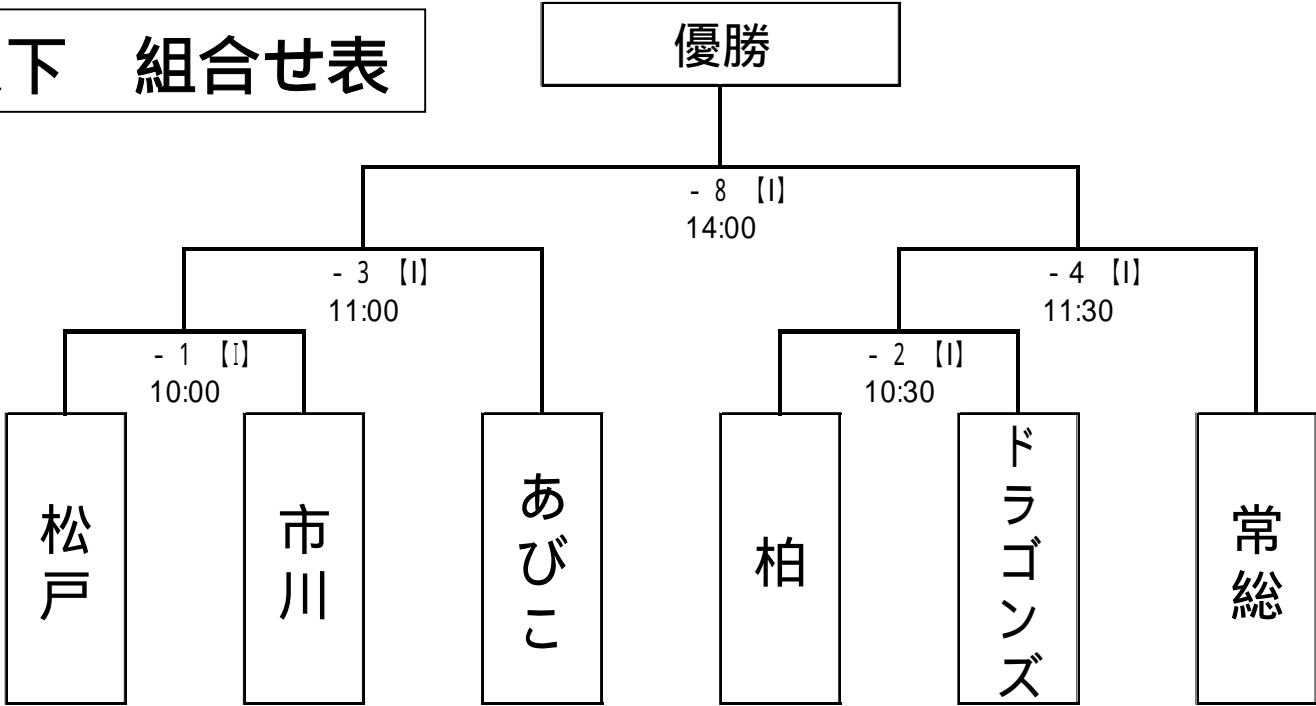 下　組合せ表
優勝
- 8 【I】
14:00
- 3 【I】
11:00
- 4 【I】
11:30
- 1 【I】
10:00
- 2 【I】
10:30
松戸
市川
あびこ
柏
ドラゴンズ
常総